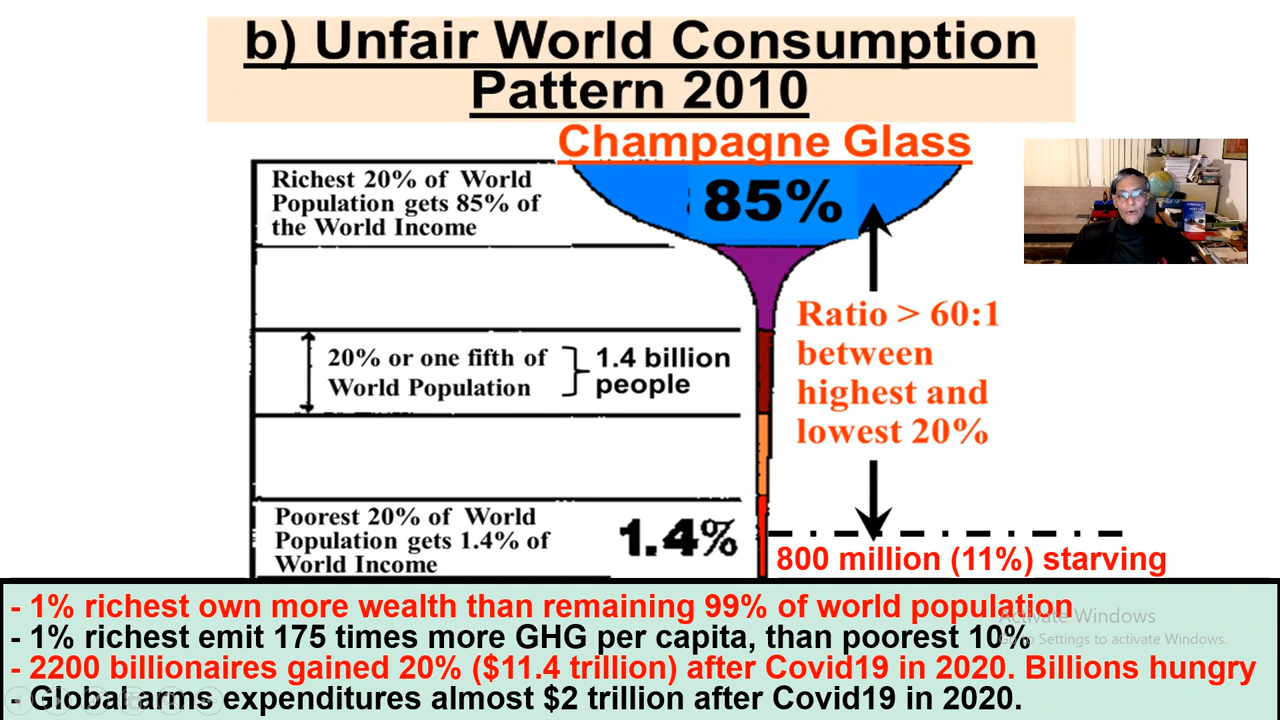 b) Unfair World Consumption
Pattern 2010
Champagne Glass
Richest 20% of World
Population gets 85% of
the World Income
85%
20% or one fifth of
World Population
1.4 billion
people
Ratio > 60:1
between
highest and
lowest 20%
Poorest 20% of World
Population gets 1.4% of
World Income
1.4%
800 million (11%) starving
- 1% richest own more wealth than remaining 99% of world population
- 1% richest emit 175 times more GHG per capita, than poorest 10%
- 2200 billionaires gained 20% ($11.4 trillion) after Covid19 in 2020. Billions hungry
- Global arms expenditures almost $2 trillion after Covid19 in 2020.
Activate Windows
Go to Settings to activate Windows.